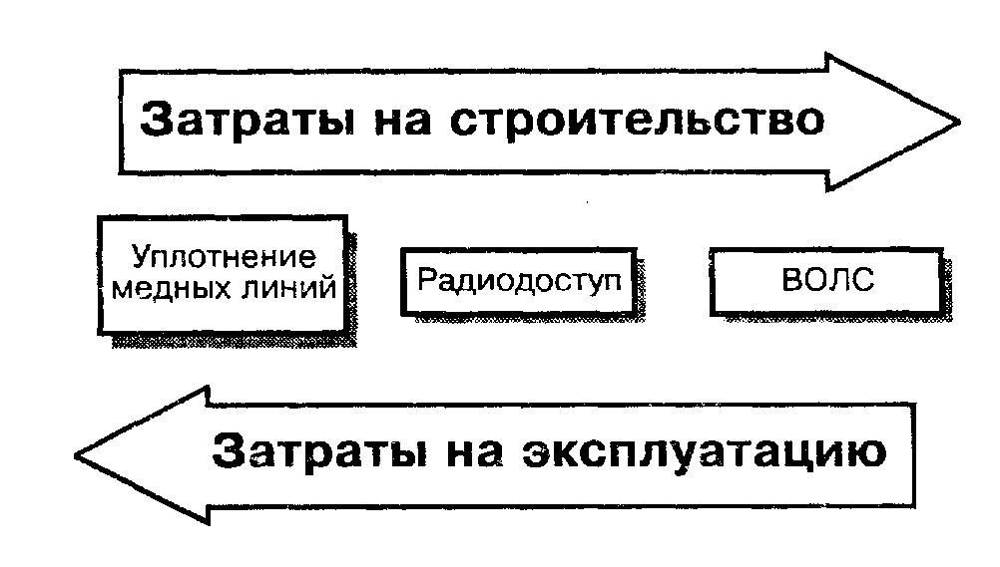 Затраты на строительство
Уплотнение
медных линий
Радиодоступ
ВОЛС
Затраты на эксплуатацию